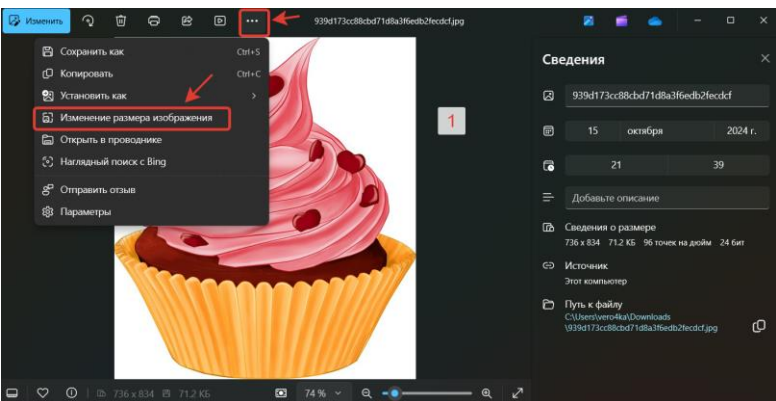 Изменить
939d173cc88cbd71d8a3f6edb2fecdcf.jpg
Сохранить как Ctrl+S
Копировать Ctrl+C
Установить как
Изменение размера изображения
Открыть в проводнике
Наглядный поиск с Bing
Отправить отзыв
Параметры
1
Сведения
939d173cc88cbd71d8a3f6edb2fecdcf
15 октября 2024 г.
21 39
Добавьте описание
Сведения о размере
736 x 834 71.2 КБ 96 точек на дюйм 24 бит
Источник
Этот компьютер
Путь к файлу
C:\Users\vero4ka\Downloads
\939d173cc88cbd71d8a3f6edb2fecdcf.jpg
736 x 834 71.2 КБ
74 %